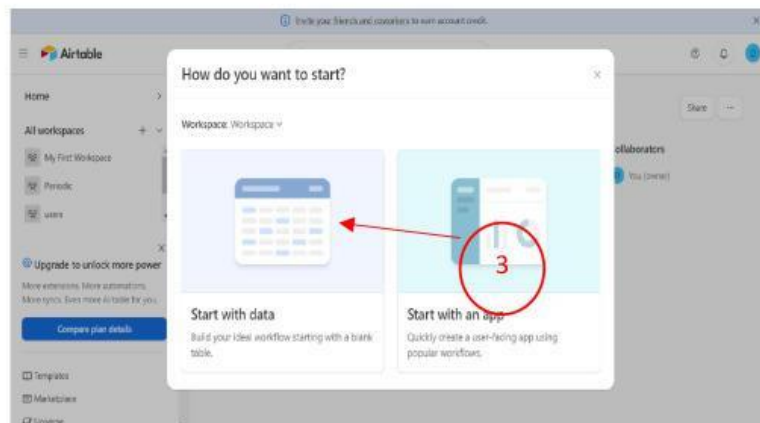 Invite your friends and coworkers to earn account credit.
Airtable
How do you want to start?
Home
Share
Workspace: Workspace
All workspaces
Collaborators
My First Workspace
You (owner)
Periodic
users
3
Upgrade to unlock more power
More extensions. More automations.
More syncs. Even more Airtable for you.
Start with data
Start with an app
Build your ideal workflow starting with a blank
table.
Quickly create a user-facing app using
popular workflows.
Compare plan details
Templates
Marketplace